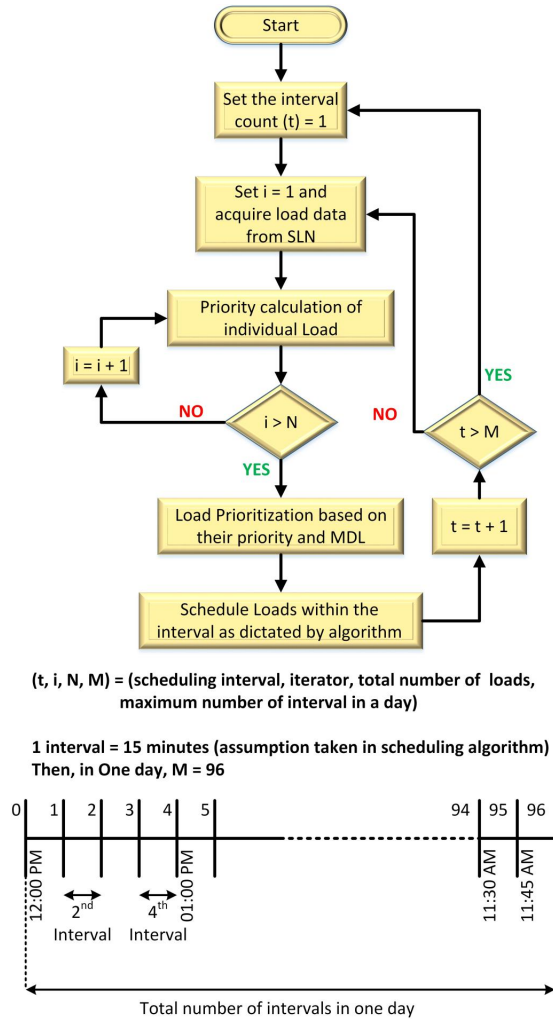 Start
Set the interval
count (t) = 1
Set i = 1 and
acquire load data
from SLN
Priority calculation of
individual Load
i = i + 1
YES
NO
NO
i > N
t > M
YES
Load Prioritization based on
their priority and MDL
t = t + 1
Schedule Loads within the
interval as dictated by algorithm
(t, i, N, M) = (scheduling interval, iterator, total number of loads,
maximum number of interval in a day)
1 interval = 15 minutes (assumption taken in scheduling algorithm)
Then, in One day, M = 96
0 1 2 3 4 5 94 95 96
12:00 PM
01:00 PM
11:30 AM
11:45 AM
2nd
Interval
4th
Interval
Total number of intervals in one day